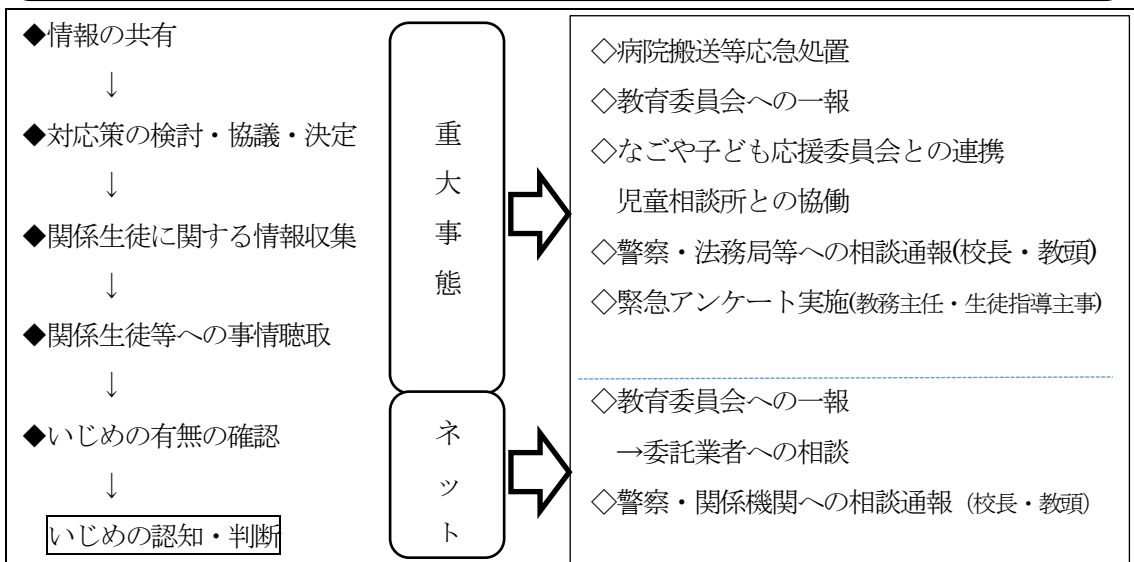 ◆情報の共有
↓
◆対応策の検討・協議・決定
↓
◆関係生徒に関する情報収集
↓
◆関係生徒等への事情聴取
↓
◆いじめの有無の確認
↓
いじめの認知・判断
重大事態
◇病院搬送等応急処置
◇教育委員会への一報
◇なごや子ども応援委員会との連携
児童相談所との協働
◇警察・法務局等への相談通報(校長・教頭)
◇緊急アンケート実施(教務主任・生徒指導主事)
ネット
◇教育委員会への一報
→委託業者への相談
◇警察・関係機関への相談通報（校長・教頭）